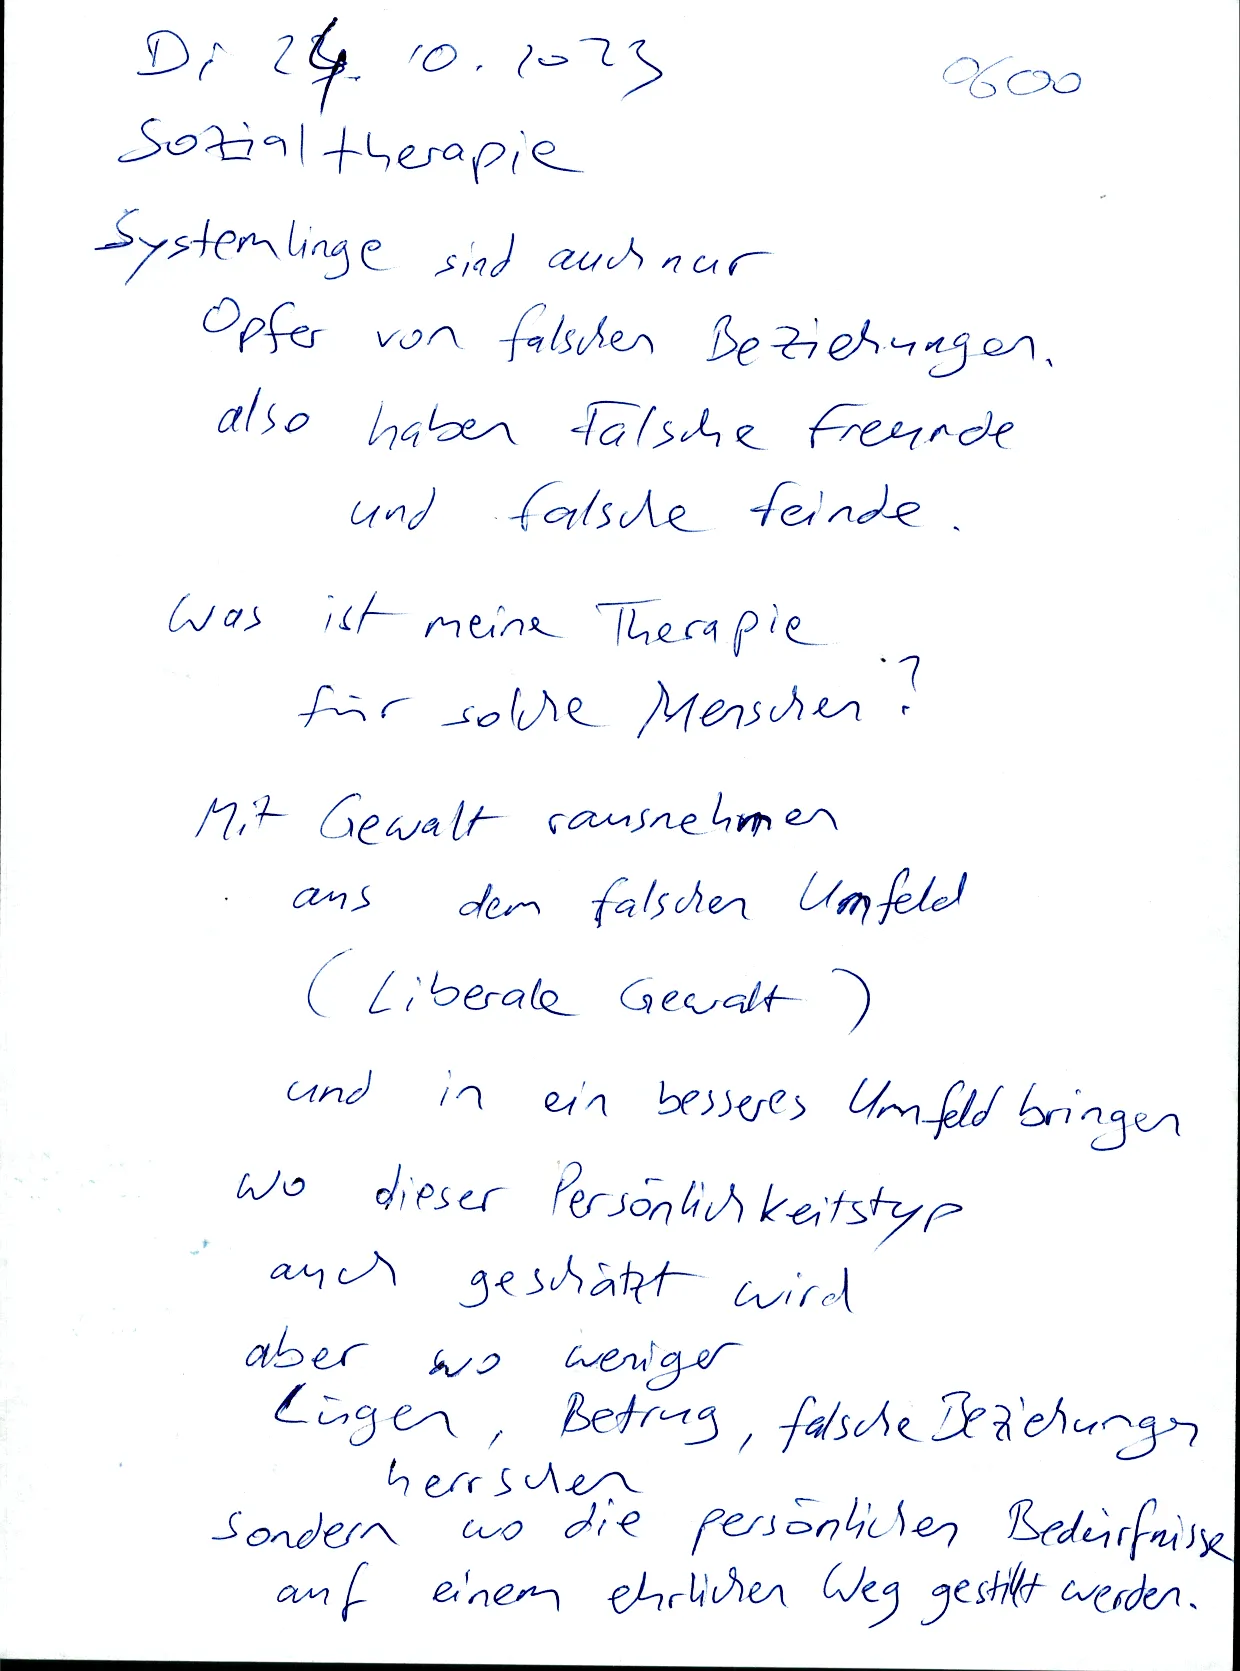 Di 24. 10. 2023
0600
Sozialtherapie
Systemlinge sind auch nur
Opfer von falschen Beziehungen.
also haben Falsche Freunde
und falsche Feinde.
Was ist meine Therapie
für solche Menschen?
Mit Gewalt rausnehmen
aus dem falschen Umfeld
(Liberale Gewalt)
und in ein besseres Umfeld bringen
wo dieser Persönlichkeitstyp
auch geschätzt wird
aber wo weniger
Lügen, Betrug, falsche Beziehungen
herrschen
sondern wo die persönlichen Bedürfnisse
auf einem ehrlichen Weg gestillt werden.